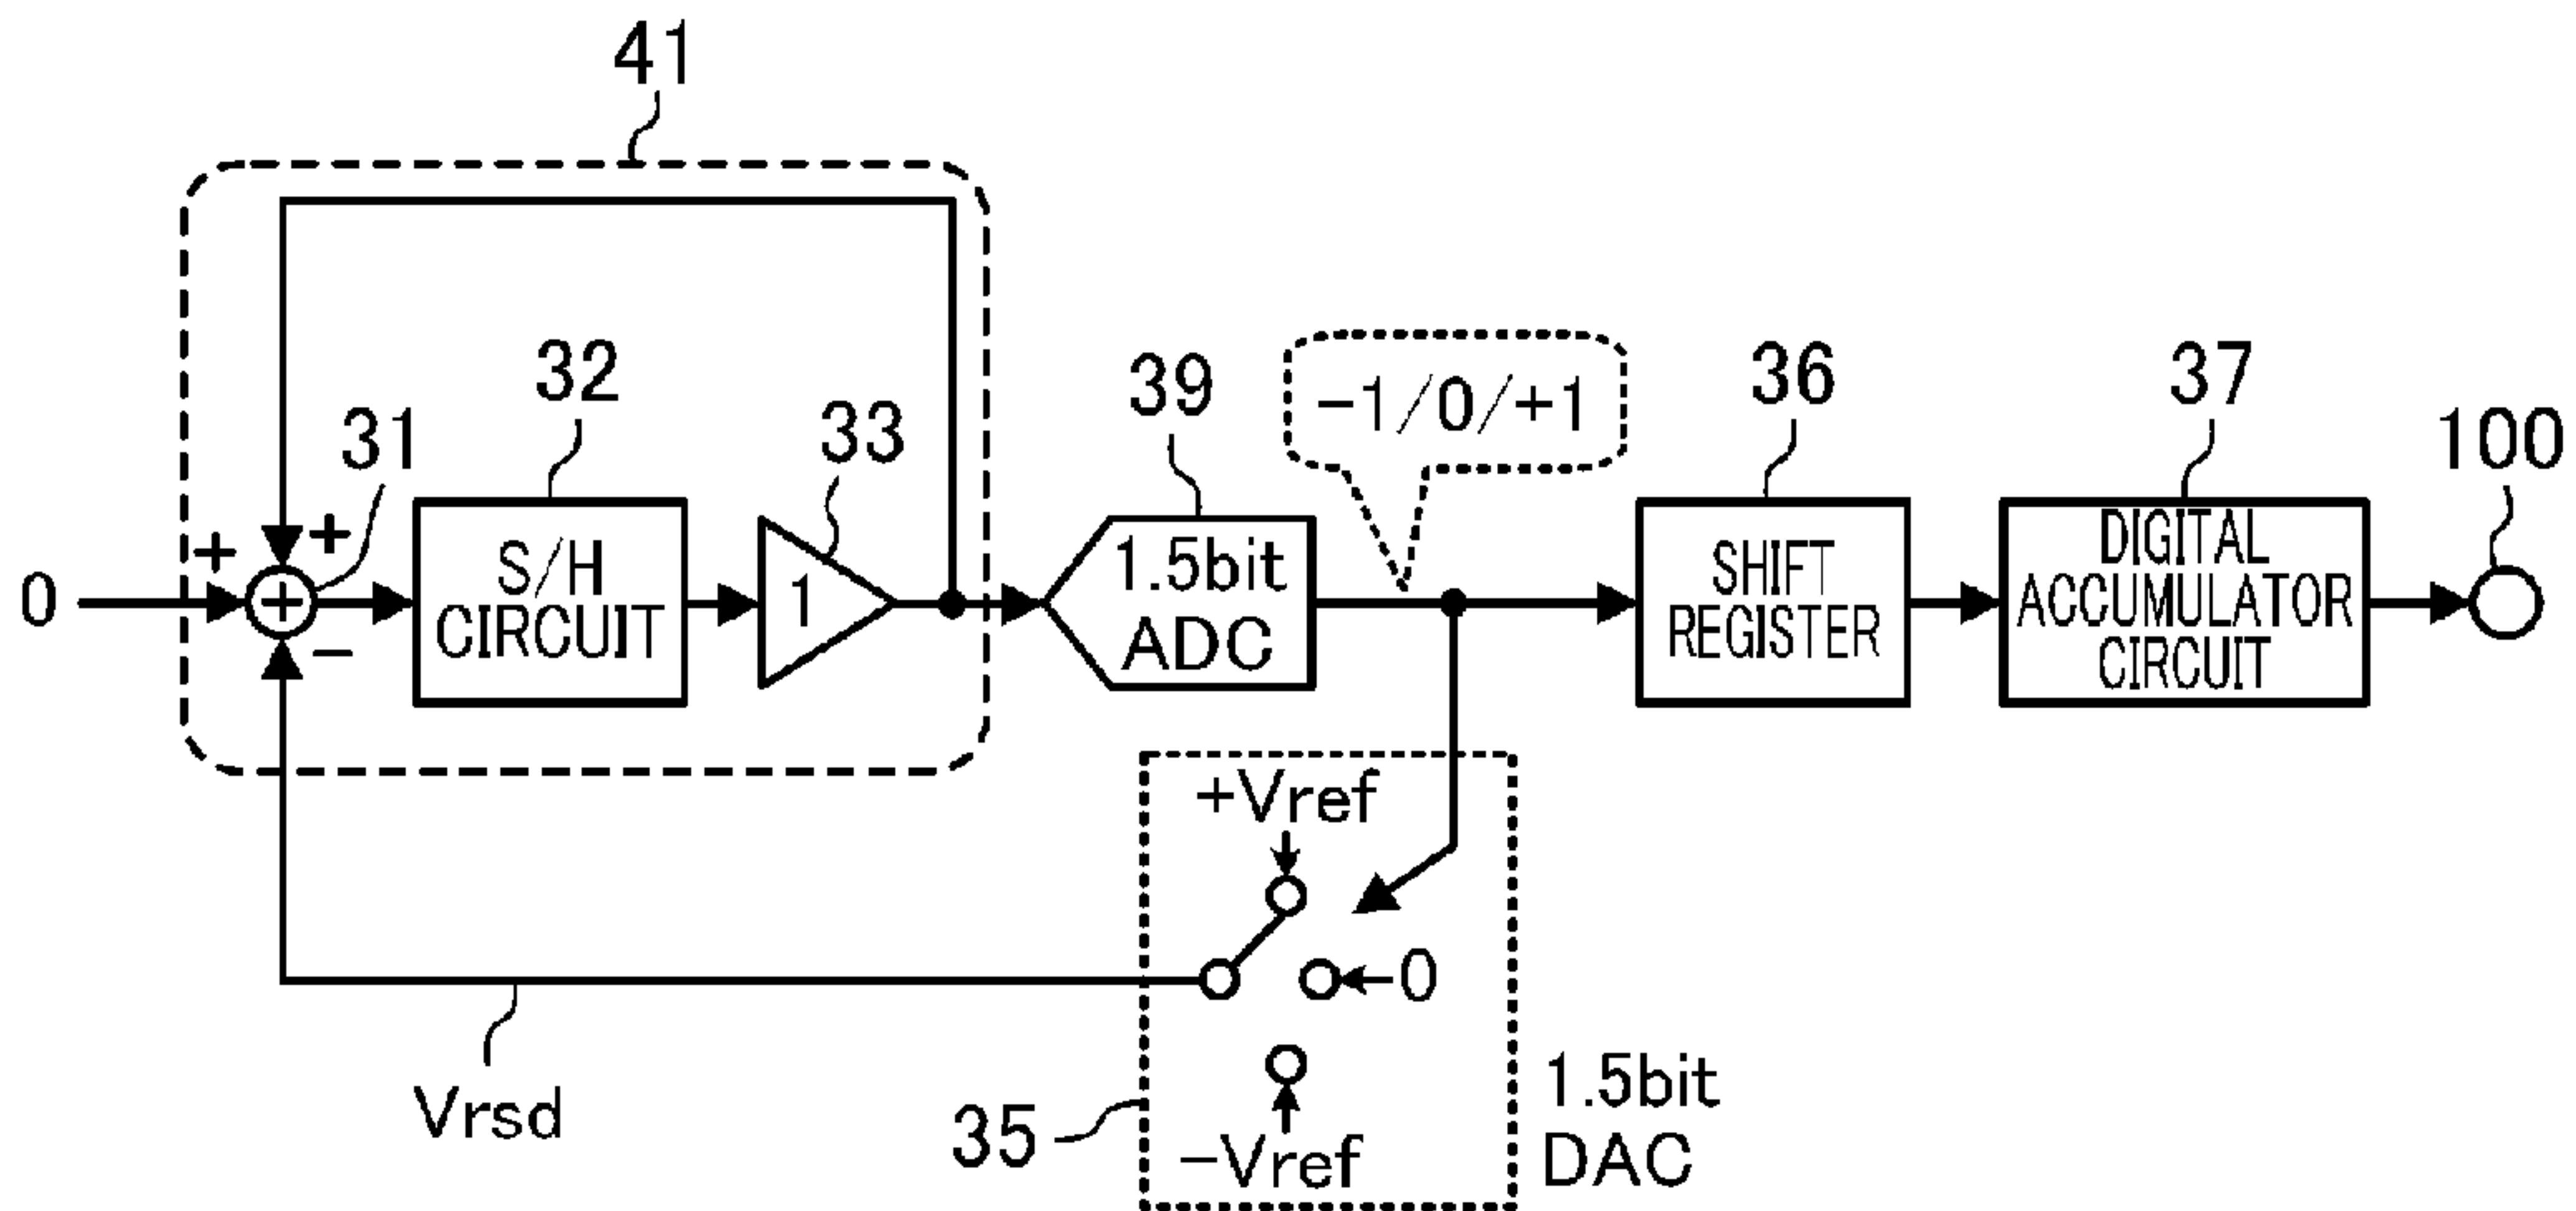 41
32
33
39
-1/0/+1
36
37
100
31
+
+
0
+
S/H
CIRCUIT
1
1.5bit
ADC
SHIFT
REGISTER
DIGITAL
ACCUMULATOR
CIRCUIT
−
+Vref
0
−Vref
35
1.5bit
DAC
Vrsd